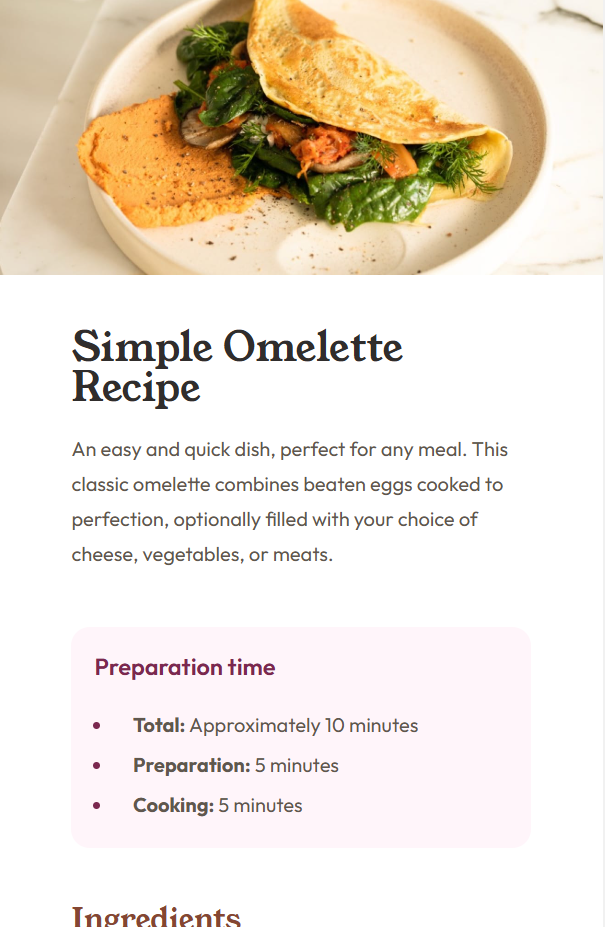 Simple Omelette
Recipe
An easy and quick dish, perfect for any meal. This
classic omelette combines beaten eggs cooked to
perfection, optionally filled with your choice of
cheese, vegetables, or meats.
Preparation time
Total: Approximately 10 minutes
Preparation: 5 minutes
Cooking: 5 minutes
Ingredients